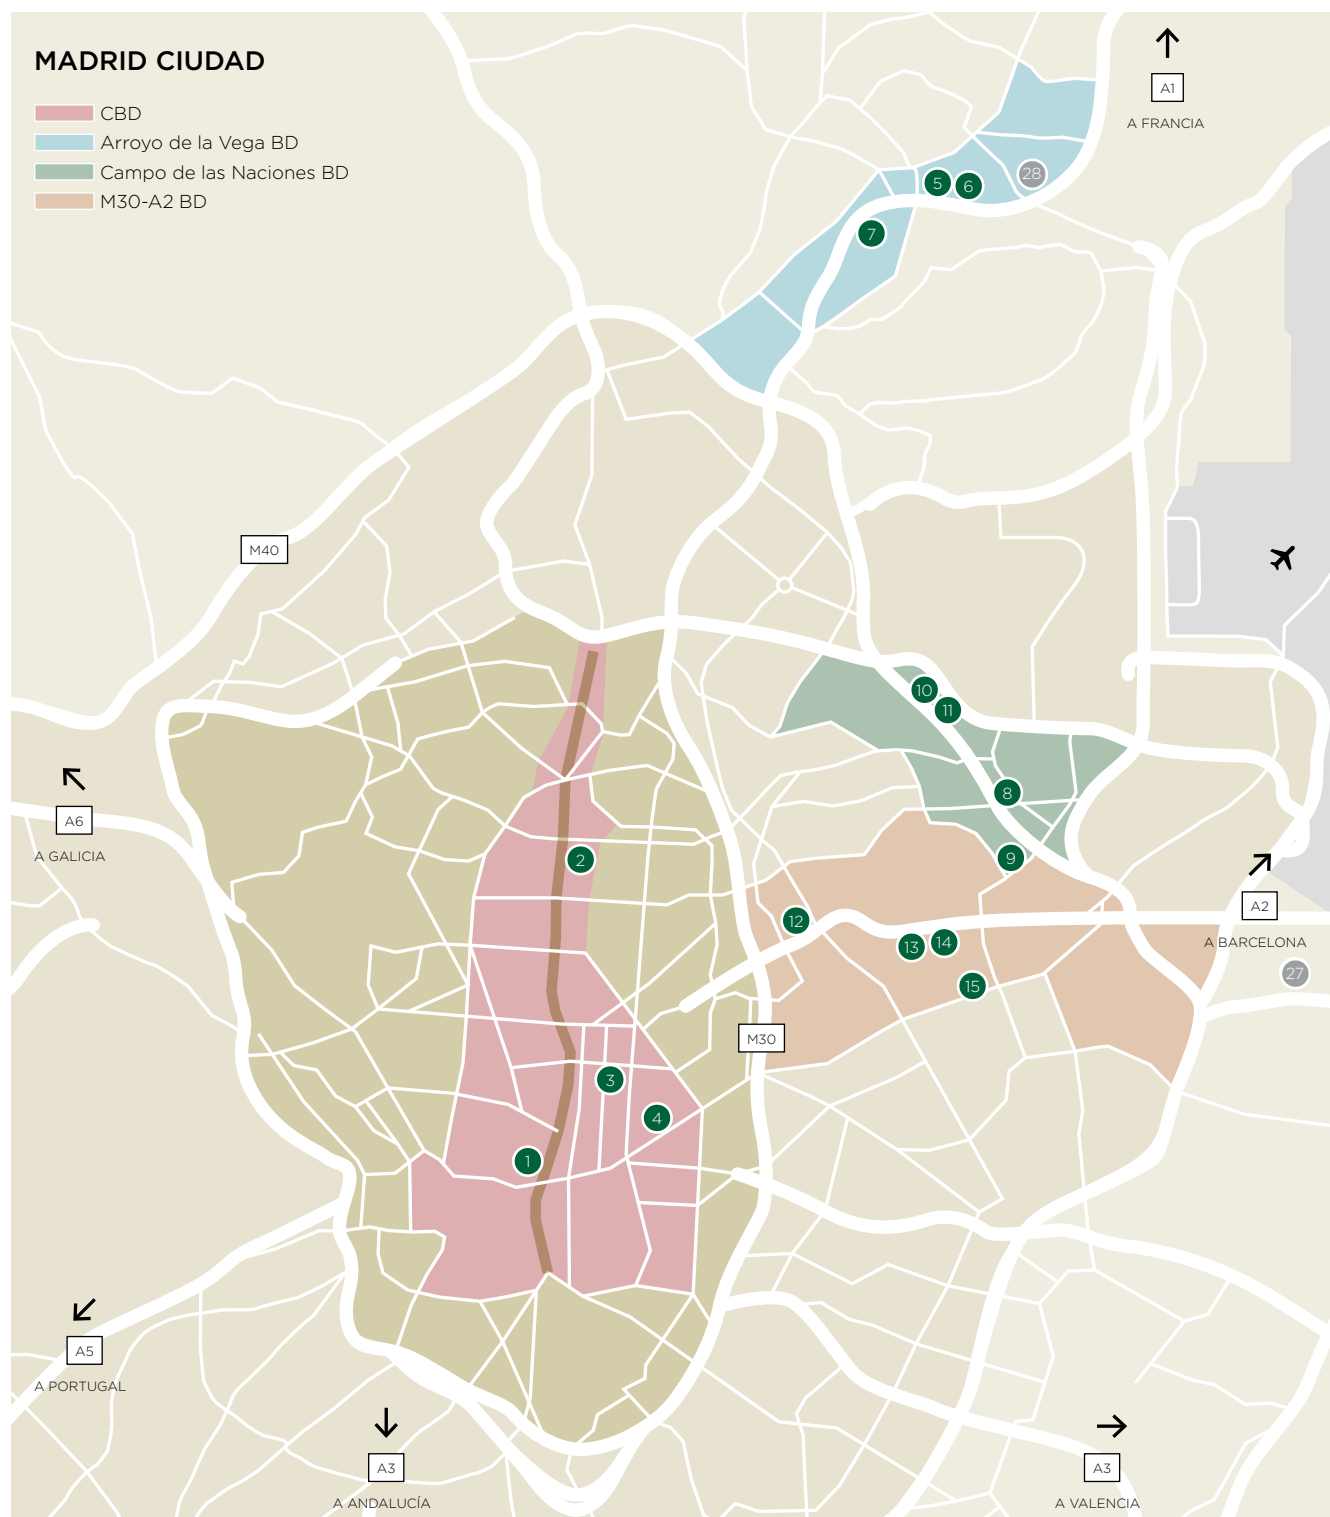 MADRID CIUDAD
CBD
Arroyo de la Vega BD
Campo de las Naciones BD
M30-A2 BD
A1
A FRANCIA
28
5
6
7
M40
10
11
A6
A GALICIA
8
9
2
A2
A BARCELONA
12
13
14
27
15
M30
3
4
1
A5
A PORTUGAL
A3
A ANDALUCÍA
A3
A VALENCIA